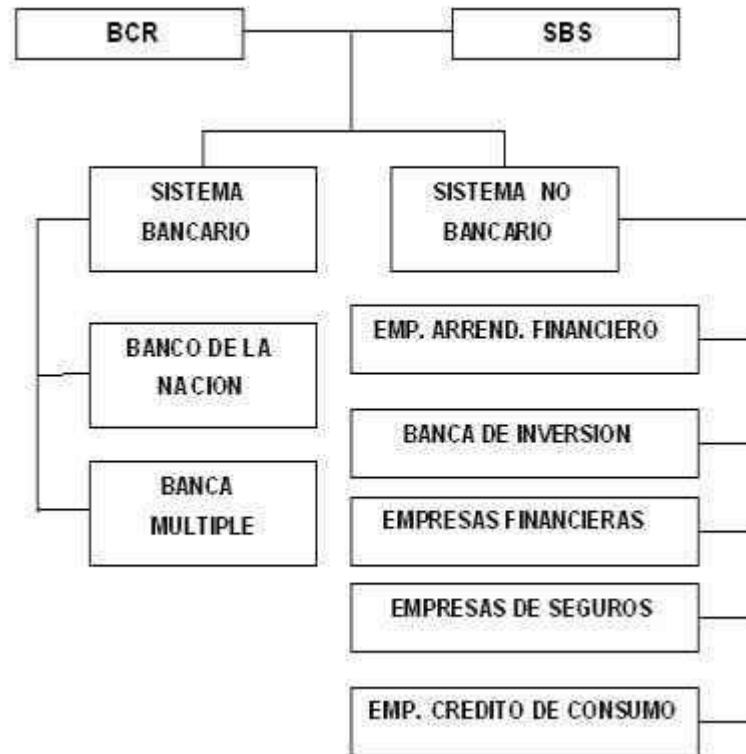 BCR
SBS
SISTEMA
BANCARIO
SISTEMA NO
BANCARIO
BANCO DE LA
NACION
BANCA
MULTIPLE
EMP. ARREND. FINANCIERO
BANCA DE INVERSION
EMPRESAS FINANCIERAS
EMPRESAS DE SEGUROS
EMP. CREDITO DE CONSUMO